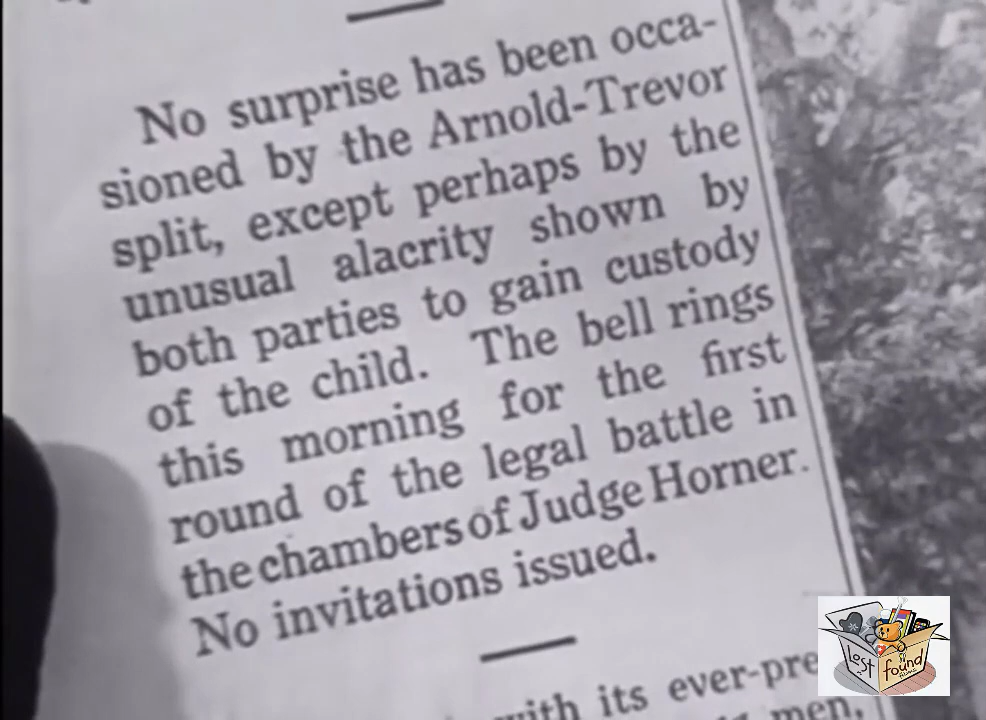 No surprise has been occa-
sioned by the Arnold-Trevor
split, except perhaps by the
unusual alacrity shown by
both parties to gain custody
of the child. The bell rings
this morning for the first
round of the legal battle in
the chambers of Judge Horner.
No invitations issued.
with its ever-pre
men,
Lost
found